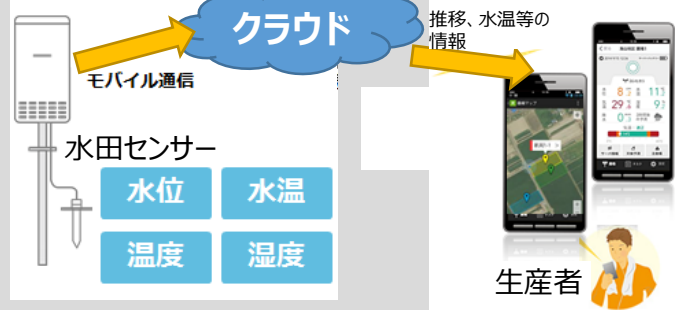 クラウド
推移、水温等の
情報
モバイル通信
水田センサー
水位
水温
温度
湿度
生産者